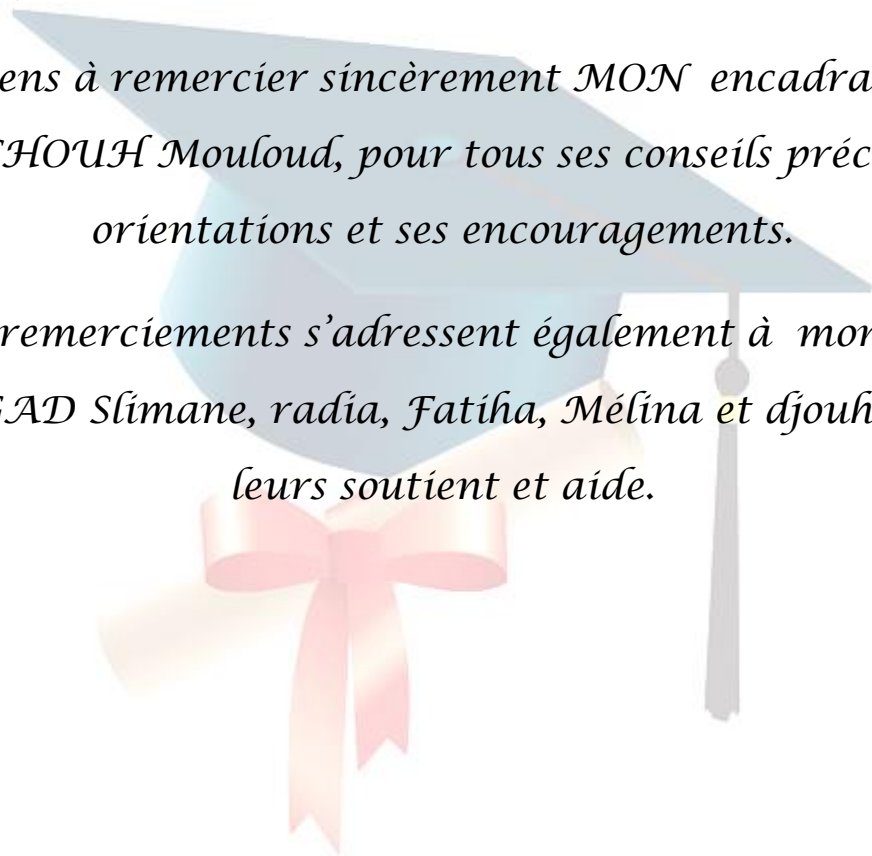 ens à remercier sincèrement MON encadra
HOUH Mouloud, pour tous ses conseils préc
orientations et ses encouragements.
remerciements s’adressent également à mon
GAD Slimane, radia, Fatiha, Mélina et djouh
leurs soutient et aide.